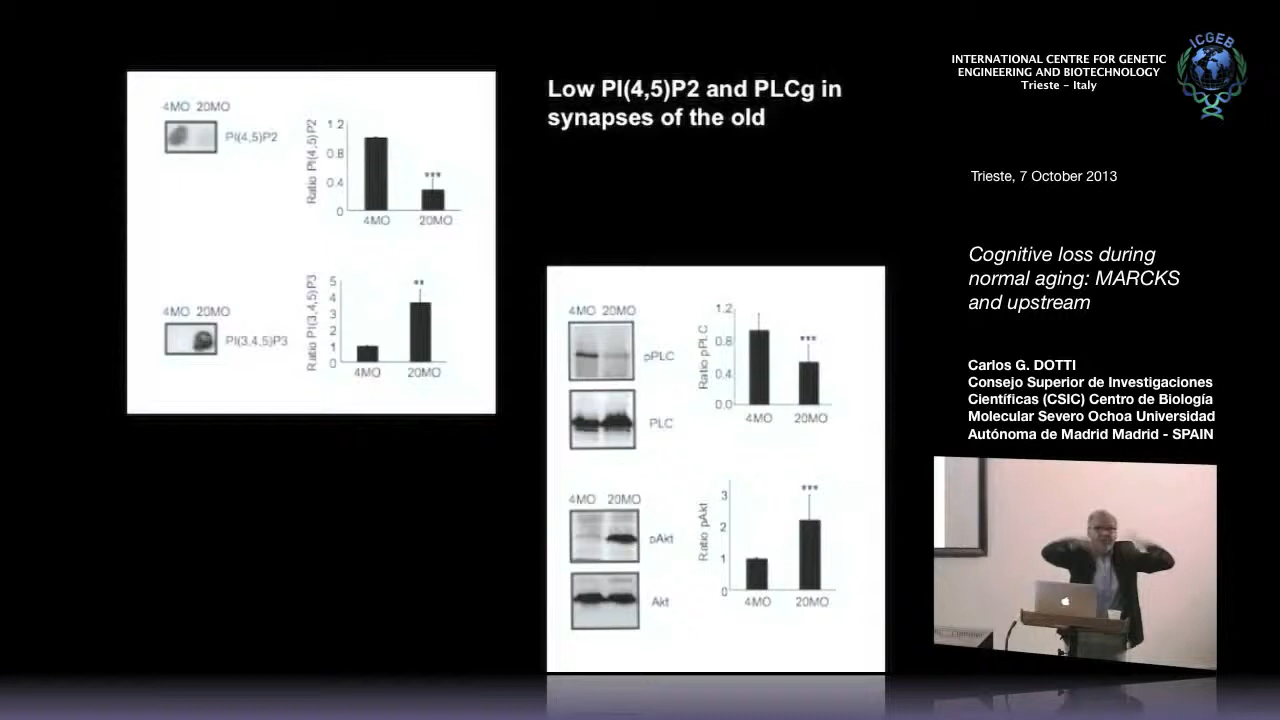 4MO 20MO
PI(4,5)P2
Ratio PI(4,5)P2
1.2
0.8
0.4
0
***
4MO 20MO
4MO 20MO
PI(3,4,5)P3
Ratio PI(3,4,5)P3
5
4
3
2
1
0
**
4MO 20MO
Low PI(4,5)P2 and PLCg in
synapses of the old
4MO 20MO
pPLC
PLC
Ratio pPLC
1.2
0.8
0.4
0.0
***
4MO 20MO
4MO 20MO
pAkt
Akt
Ratio pAkt
3
2
1
0
***
4MO 20MO
INTERNATIONAL CENTRE FOR GENETIC
ENGINEERING AND BIOTECHNOLOGY
Trieste - Italy
ICGEB
Trieste, 7 October 2013
Cognitive loss during
normal aging: MARCKS
and upstream
Carlos G. DOTTI
Consejo Superior de Investigaciones
Científicas (CSIC) Centro de Biología
Molecular Severo Ochoa Universidad
Autónoma de Madrid Madrid - SPAIN